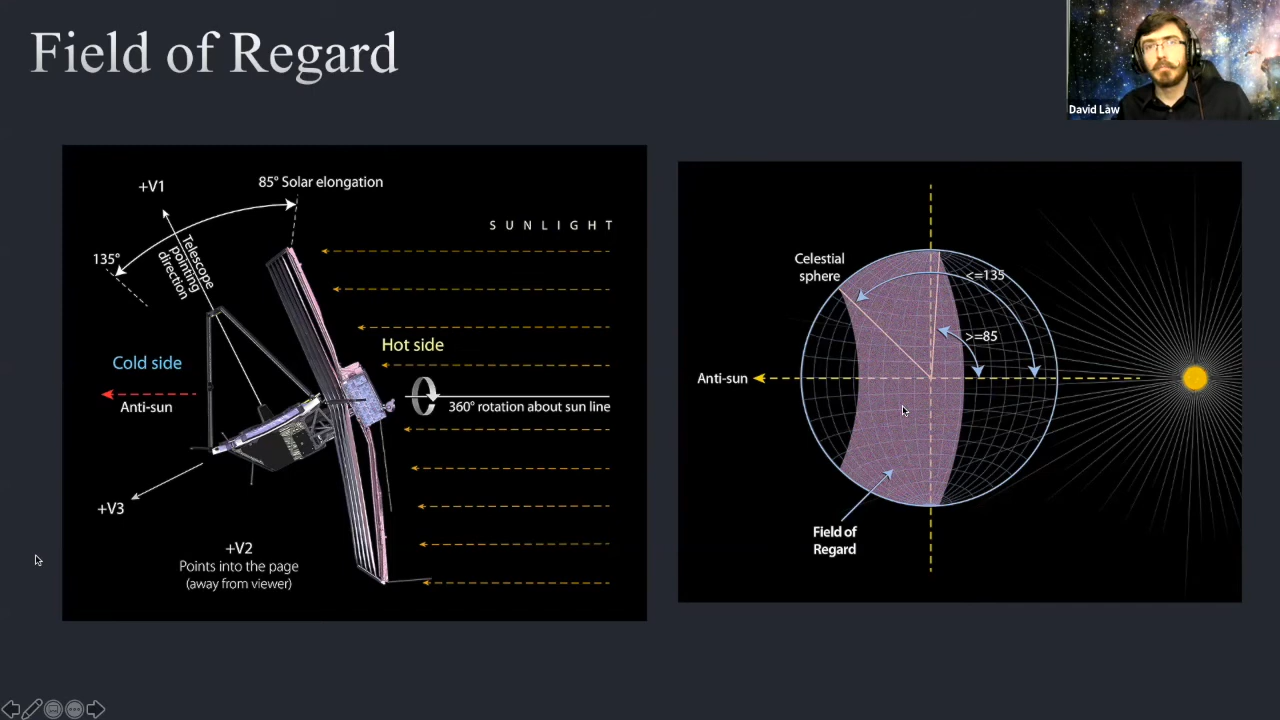 Field of Regard
David Law
+V1
85° Solar elongation
135°
Telescope
pointing
direction
SUNLIGHT
Cold side
Anti-sun
Hot side
360° rotation about sun line
+V3
+V2
Points into the page
(away from viewer)
Celestial
sphere
<=135
>=85
Anti-sun
Field of
Regard